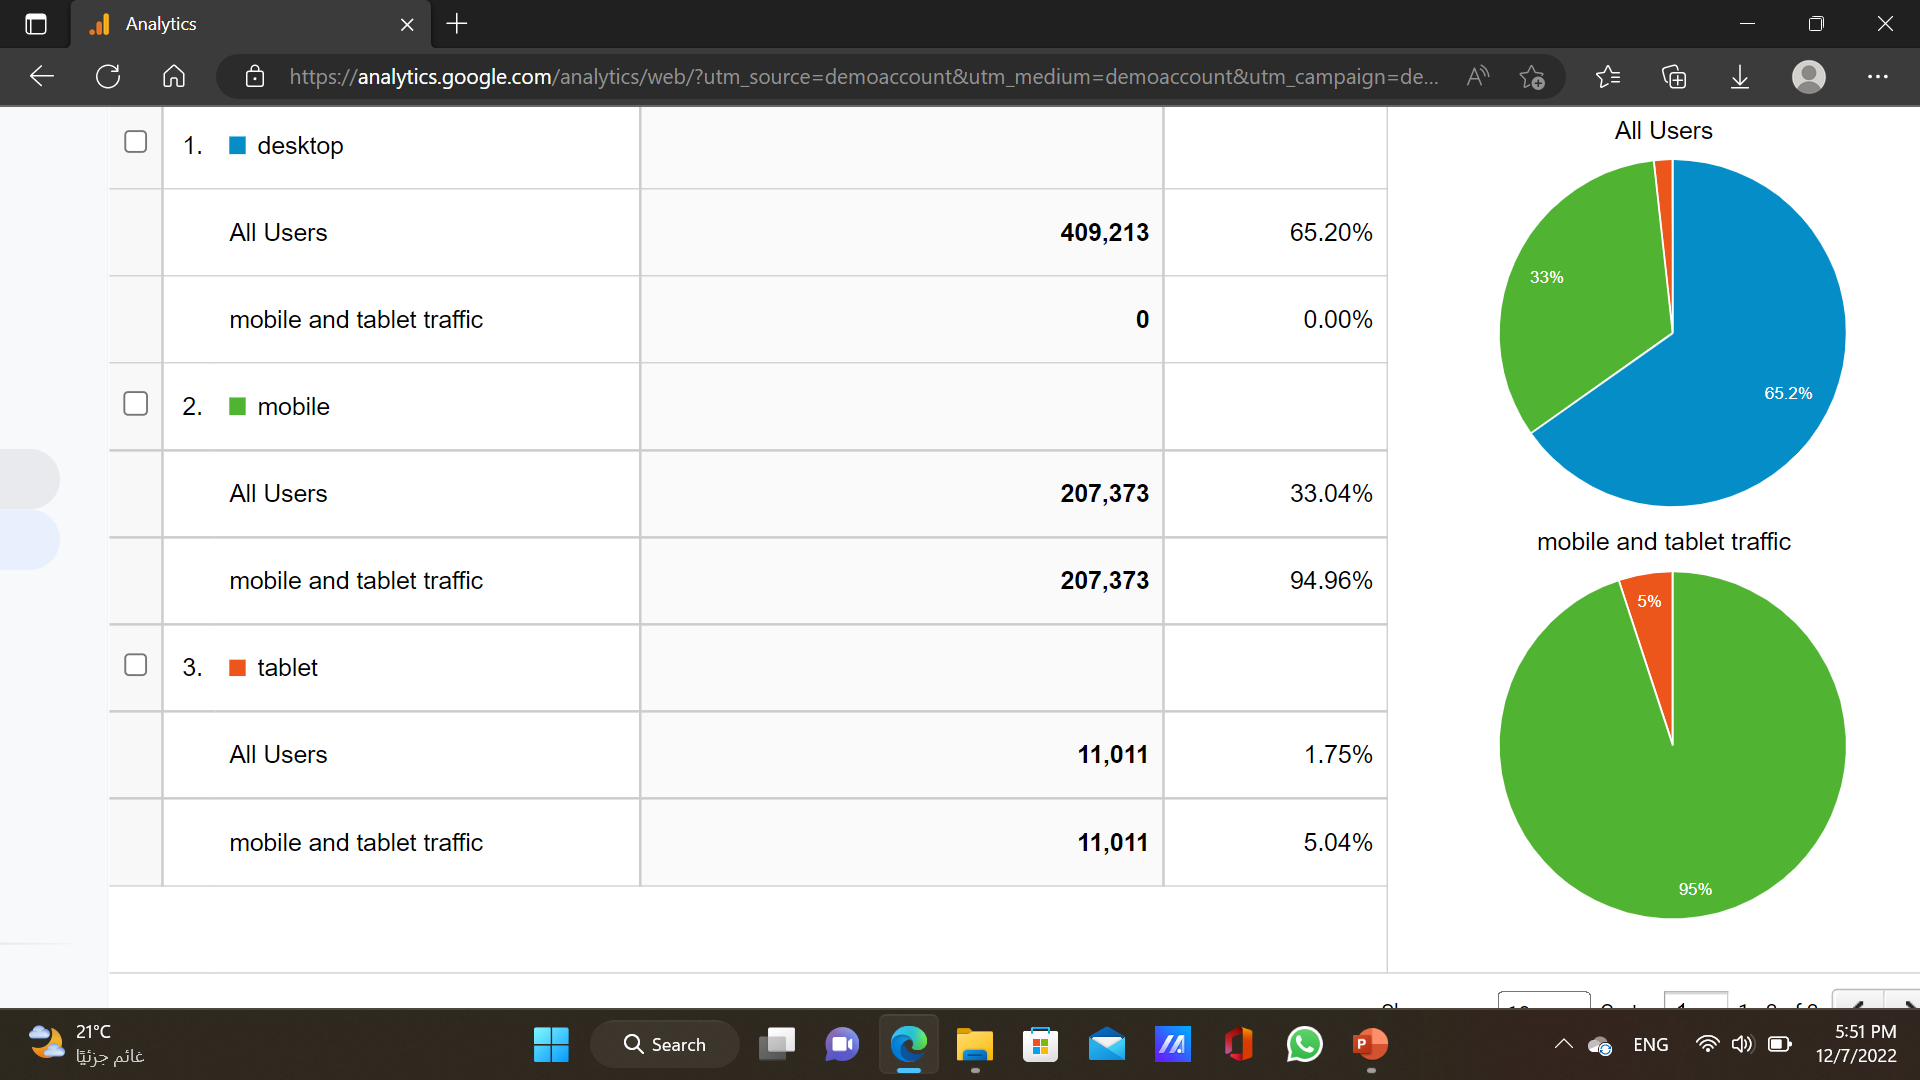 Analytics
https://analytics.google.com/analytics/web/?utm_source=demoaccount&utm_medium=demoaccount&utm_campaign=de...
1. desktop
All Users 409,213 65.20%
mobile and tablet traffic 0 0.00%
2. mobile
All Users 207,373 33.04%
mobile and tablet traffic 207,373 94.96%
3. tablet
All Users 11,011 1.75%
mobile and tablet traffic 11,011 5.04%
All Users
33%
65.2%
mobile and tablet traffic
5%
95%
21°C
غائم جزئيًا
Search
ENG
5:51 PM
12/7/2022